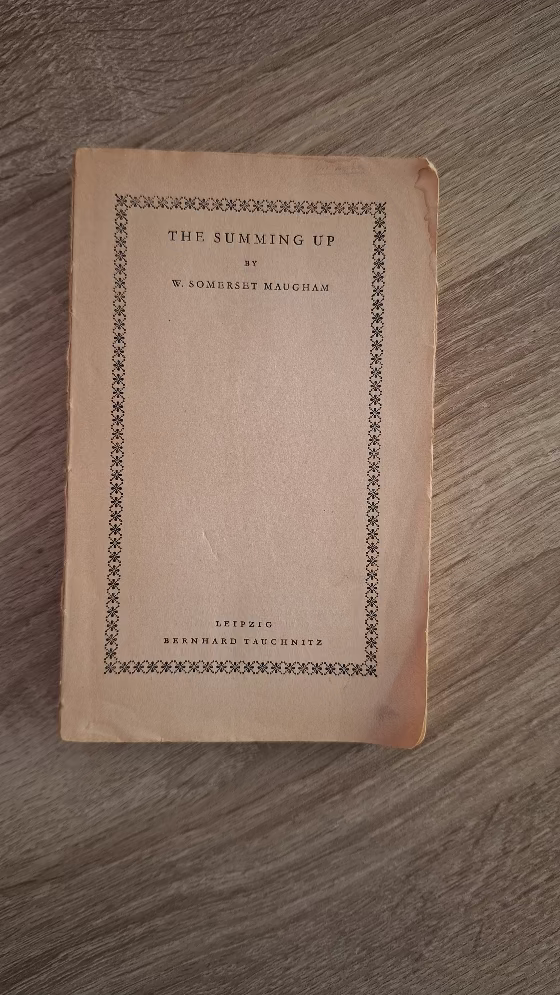 THE SUMMING UP
BY
W. SOMERSET MAUGHAM
LEIPZIG
BERNHARD TAUCHNITZ